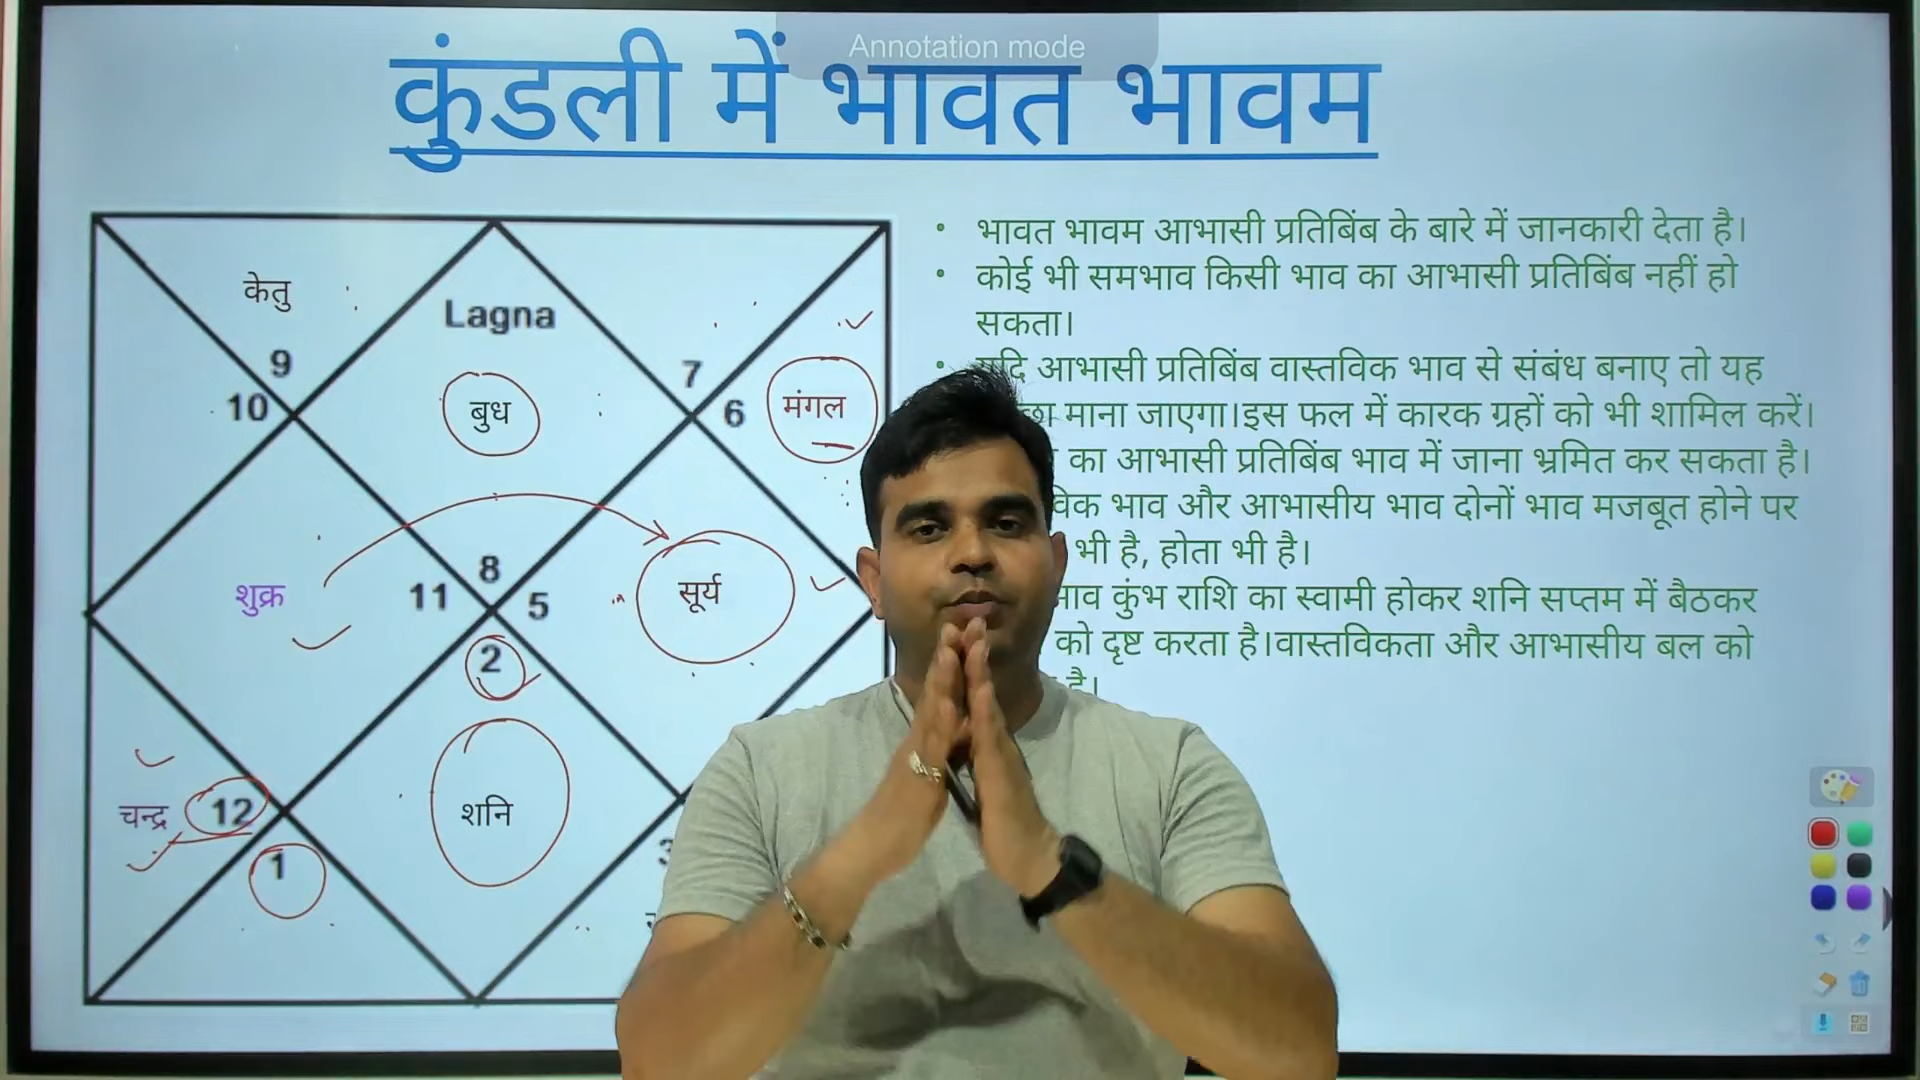 Annotation mode
कुंडली में भावत भावम
केतु
Lagna
9
7
10
बुध
6
मंगल
शुक्र
11
8
5
सूर्य
2
चन्द्र
12
1
शनि
3
• भावत भावम आभासी प्रतिबिंब के बारे में जानकारी देता है।
• कोई भी समभाव किसी भाव का आभासी प्रतिबिंब नहीं हो
सकता।
• यदि आभासी प्रतिबिंब वास्तविक भाव से संबंध बनाए तो यह
माना जाएगा।इस फल में कारक ग्रहों को भी शामिल करें।
का आभासी प्रतिबिंब भाव में जाना भ्रमित कर सकता है।
भाव और आभासीय भाव दोनों भाव मजबूत होने पर
भी है, होता भी है।
कुंभ राशि का स्वामी होकर शनि सप्तम में बैठकर
को दृष्ट करता है।वास्तविकता और आभासीय बल को
है।